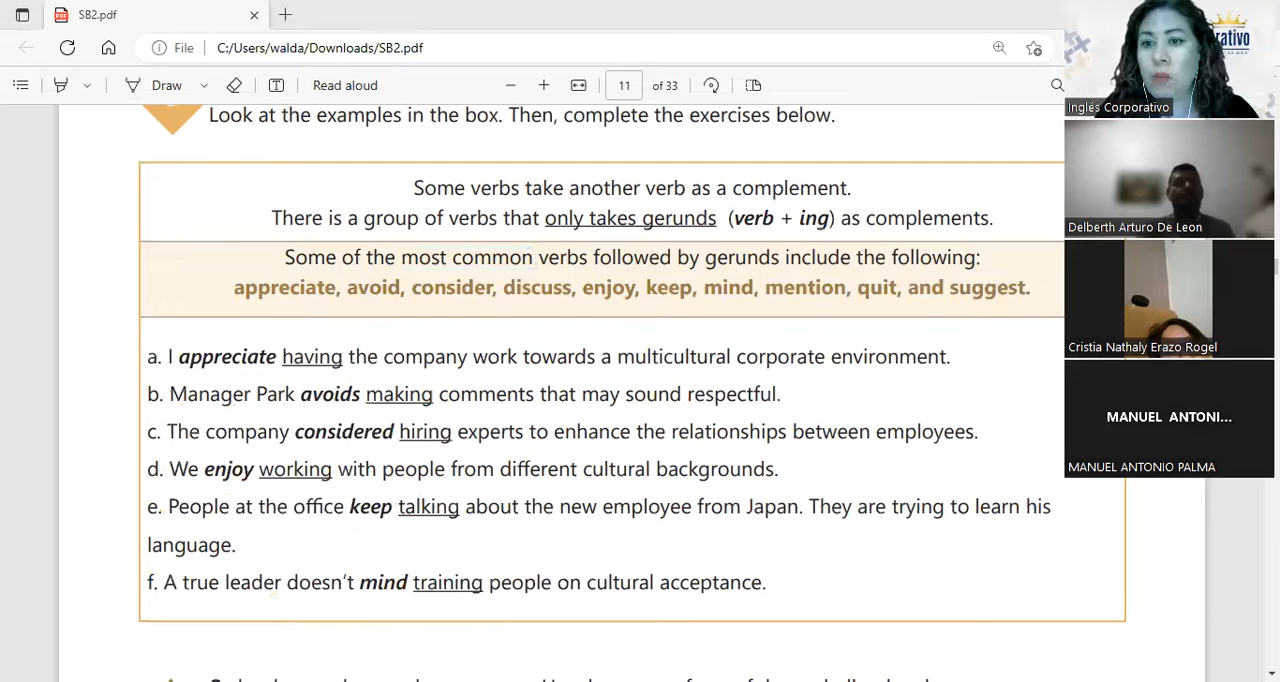 SB2.pdf
File C:/Users/walda/Downloads/SB2.pdf
Draw Read aloud 11 of 33
Look at the examples in the box. Then, complete the exercises below.
Some verbs take another verb as a complement.
There is a group of verbs that only takes gerunds (verb + ing) as complements.
Some of the most common verbs followed by gerunds include the following:
appreciate, avoid, consider, discuss, enjoy, keep, mind, mention, quit, and suggest.
a. I appreciate having the company work towards a multicultural corporate environment.
b. Manager Park avoids making comments that may sound respectful.
c. The company considered hiring experts to enhance the relationships between employees.
d. We enjoy working with people from different cultural backgrounds.
e. People at the office keep talking about the new employee from Japan. They are trying to learn his
language.
f. A true leader doesn't mind training people on cultural acceptance.
Inglés Corporativo
Delberth Arturo De Leon
Cristia Nathaly Erazo Rogel
MANUEL ANTONI...
MANUEL ANTONIO PALMA